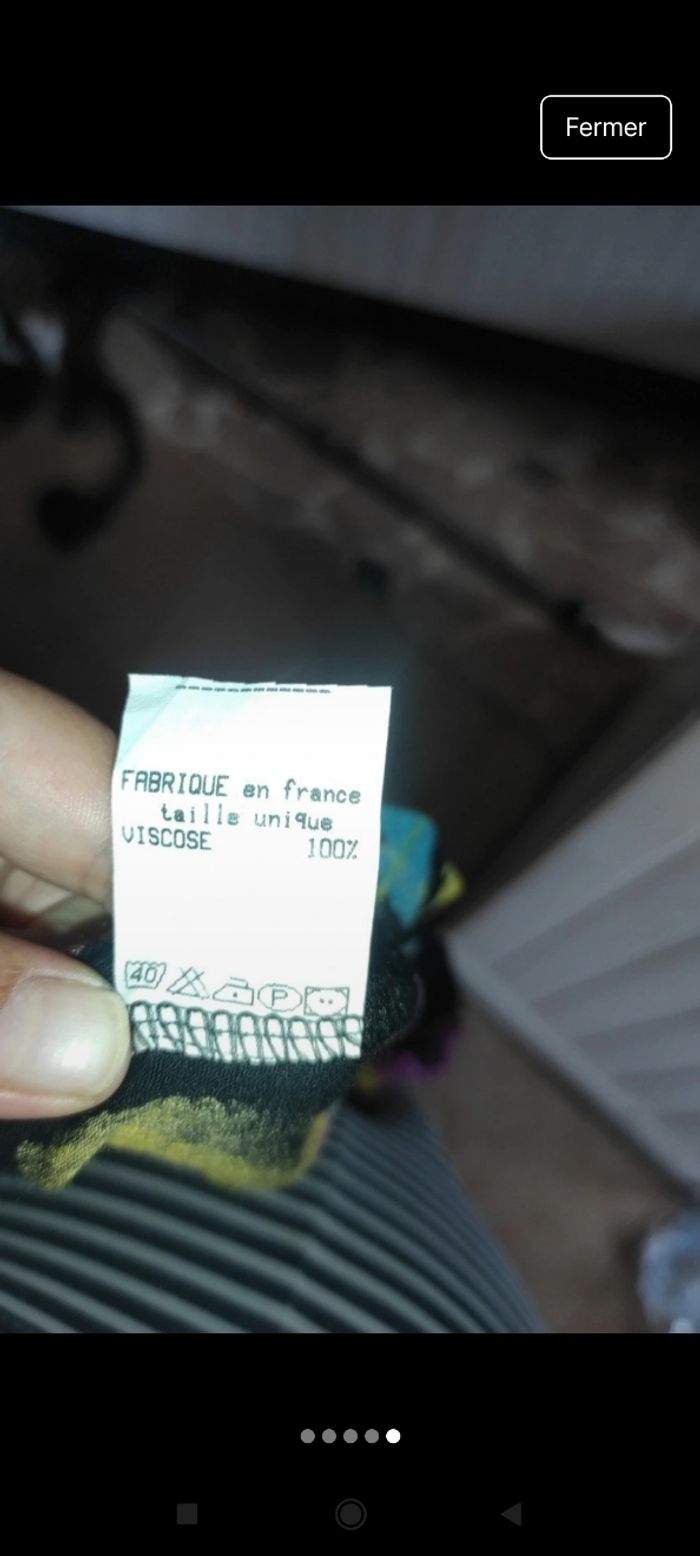 Fermer
FABRIQUE en france
taille unique
VISCOSE 100%
40
P